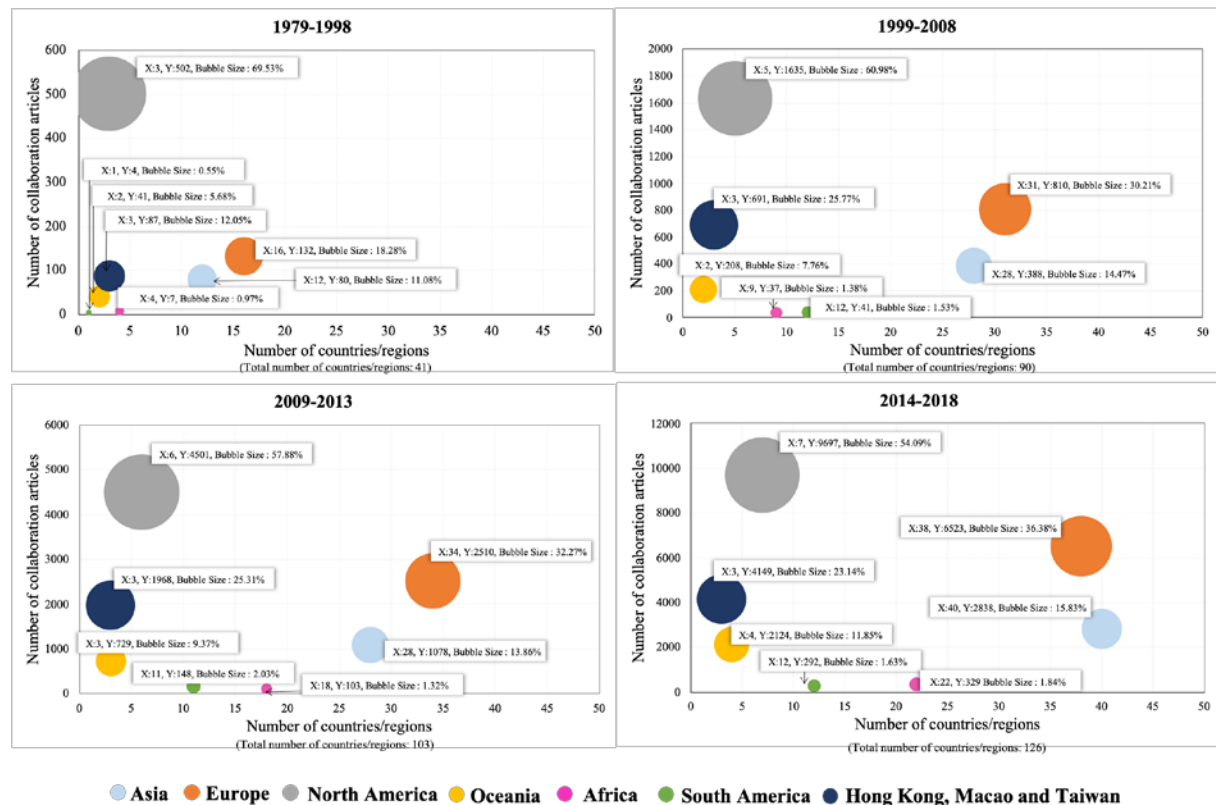 1979-1998
Number of collaboration articles
600
500
400
300
200
100
0
X:3, Y:502, Bubble Size : 69.53%
X:1, Y:4, Bubble Size : 0.55%
X:2, Y:41, Bubble Size : 5.68%
X:3, Y:87, Bubble Size : 12.05%
X:16, Y:132, Bubble Size : 18.28%
X:12, Y:80, Bubble Size : 11.08%
X:4, Y:7, Bubble Size : 0.97%
5 10 15 20 25 30 35 40 45 50
Number of countries/regions
(Total number of countries/regions: 41)
1999-2008
Number of collaboration articles
2000
1800
1600
1400
1200
1000
800
600
400
200
0
X:5, Y:1635, Bubble Size : 60.98%
X:31, Y:810, Bubble Size : 30.21%
X:3, Y:691, Bubble Size : 25.77%
X:2, Y:208, Bubble Size : 7.76%
X:28, Y:388, Bubble Size : 14.47%
X:9, Y:37, Bubble Size : 1.38%
X:12, Y:41, Bubble Size : 1.53%
0 5 10 15 20 25 30 35 40 45 50
Number of countries/regions
(Total number of countries/regions: 90)
2009-2013
Number of collaboration articles
6000
5000
4000
3000
2000
1000
0
X:6, Y:4501, Bubble Size : 57.88%
X:34, Y:2510, Bubble Size : 32.27%
X:3, Y:1968, Bubble Size : 25.31%
X:3, Y:729, Bubble Size : 9.37%
X:28, Y:1078, Bubble Size : 13.86%
X:11, Y:148, Bubble Size : 2.03%
X:18, Y:103, Bubble Size : 1.32%
0 5 10 15 20 25 30 35 40 45 50
Number of countries/regions
(Total number of countries/regions: 103)
2014-2018
Number of collaboration articles
12000
10000
8000
6000
4000
2000
0
X:7, Y:9697, Bubble Size : 54.09%
X:38, Y:6523, Bubble Size : 36.38%
X:3, Y:4149, Bubble Size : 23.14%
X:40, Y:2838, Bubble Size : 15.83%
X:4, Y:2124, Bubble Size : 11.85%
X:12, Y:292, Bubble Size : 1.63%
X:22, Y:329 Bubble Size : 1.84%
0 5 10 15 20 25 30 35 40 45 50
Number of countries/regions
(Total number of countries/regions: 126)
Asia Europe North America Oceania Africa South America Hong Kong, Macao and Taiwan